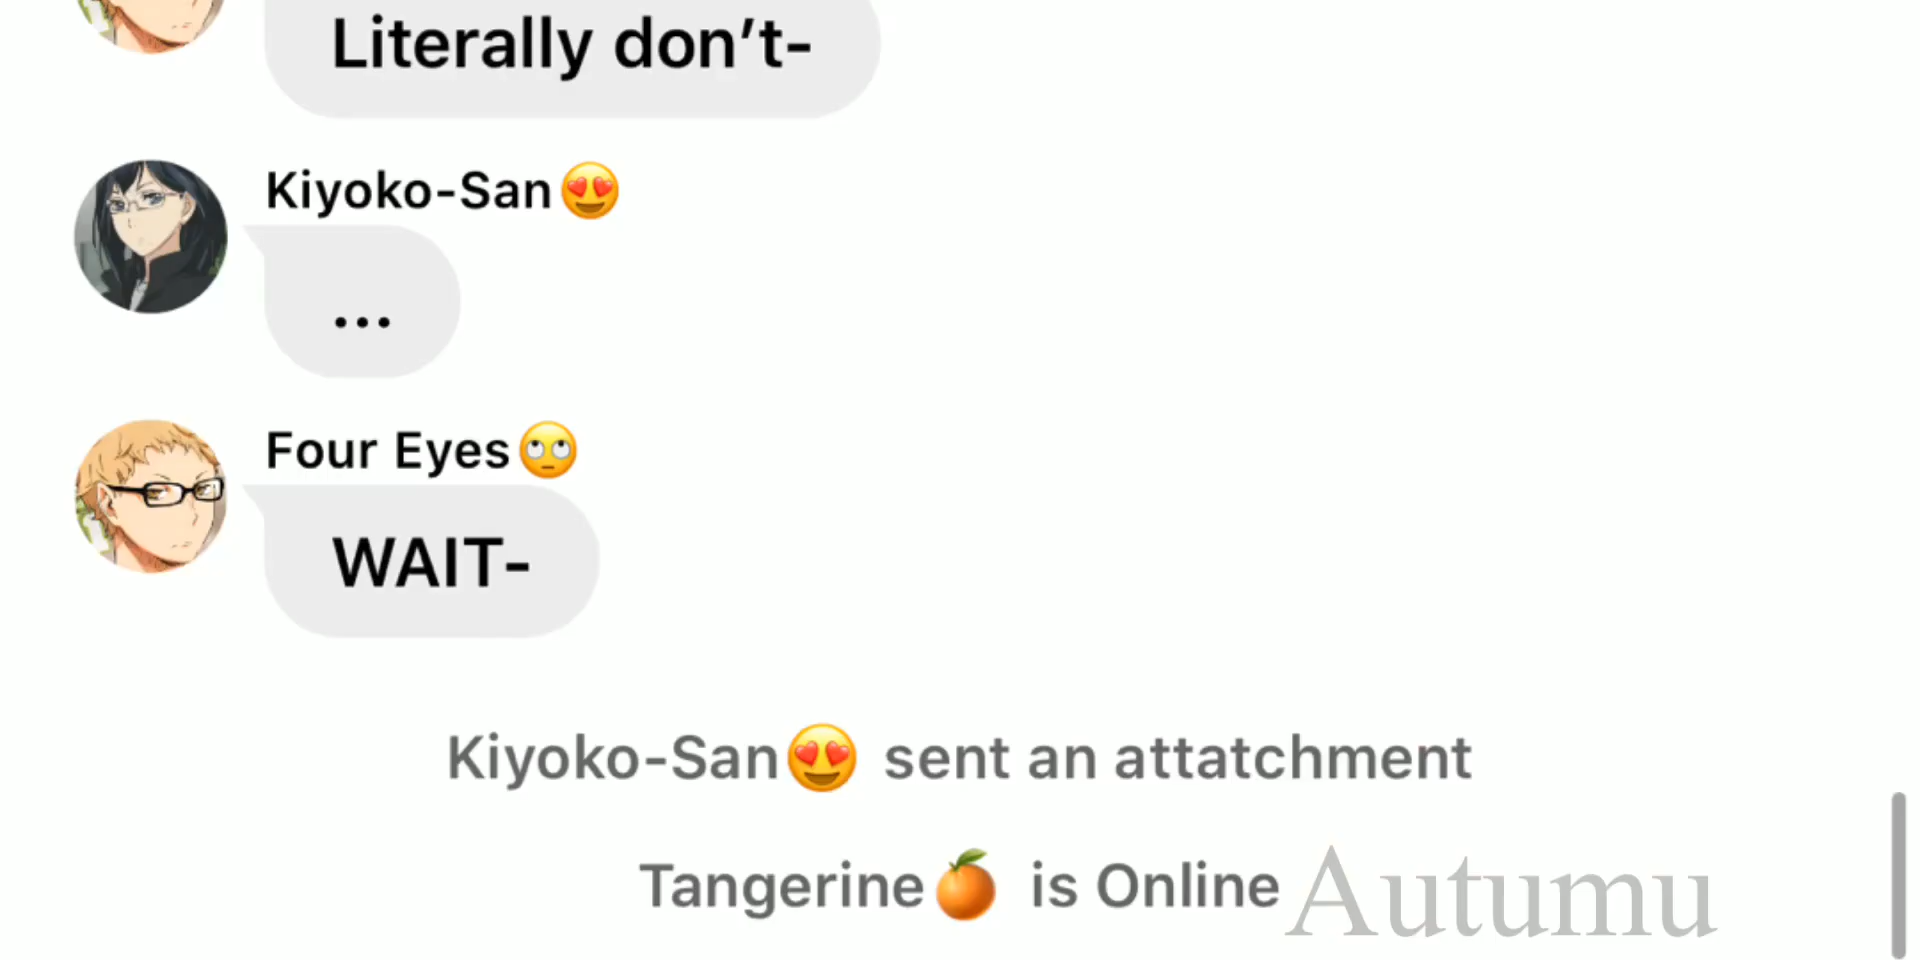 Literally don’t-
Kiyoko-San😍
...
Four Eyes🙄
WAIT-
Kiyoko-San😍 sent an attatchment
Tangerine🍊 is Online
Autumu